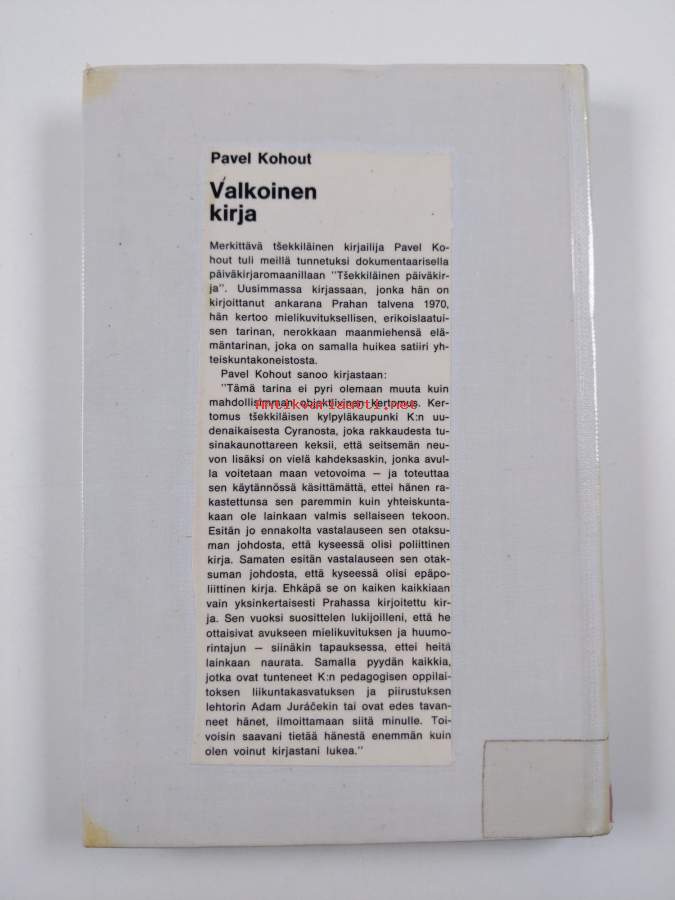 Pavel Kohout
Valkoinen
kirja
Merkittävä tšekkiläinen kirjailija Pavel Ko-
hout tuli meillä tunnetuksi dokumentaarisella
päiväkirjaromaanillaan "Tšekkiläinen päiväkir-
ja". Uusimmassa kirjassaan, jonka hän on
kirjoittanut ankarana Prahan talvena 1970,
hän kertoo mielikuvituksellisen, erikoislaatui-
sen tarinan, nerokkaan maanmiehensä elä-
mäntarinan, joka on samalla huikea satiiri yh-
teiskuntakoneistosta.
Pavel Kohout sanoo kirjastaan:
"Tämä tarina ei pyri olemaan muuta kuin
mahdollisimman objektiivinen kertomus. Ker-
Antikvariaatti.net
tomus tšekkiläisen kylpyläkaupunki K:n uu-
denaikaisesta Cyranosta, joka rakkaudesta tu-
sinakaunottareen keksii, että seitsemän neu-
von lisäksi on vielä kahdeksaskin, jonka avul-
la voitetaan maan vetovoima — ja toteuttaa
sen käytännössä käsittämättä, ettei hänen ra-
kastettunsa sen paremmin kuin yhteiskunta-
kaan ole lainkaan valmis sellaiseen tekoon.
Esitän jo ennakolta vastalauseen sen otaksu-
man johdosta, että kyseessä olisi poliittinen
kirja. Samaten esitän vastalauseen sen otak-
suman johdosta, että kyseessä olisi epäpo-
liittinen kirja. Ehkäpä se on kaiken kaikkiaan
vain yksinkertaisesti Prahassa kirjoitettu kir-
ja. Sen vuoksi suosittelen lukijoilleni, että he
ottaisivat avukseen mielikuvituksen ja huumo-
rintajun — siinäkin tapauksessa, ettei heitä
lainkaan naurata. Samalla pyydän kaikkia,
jotka ovat tunteneet K:n pedagogisen oppilai-
toksen liikuntakasvatuksen ja piirustuksen
lehtorin Adam Juráčekin tai ovat edes tavan-
neet hänet, ilmoittamaan siitä minulle. Toi-
voisin saavani tietää hänestä enemmän kuin
olen voinut kirjastani lukea."